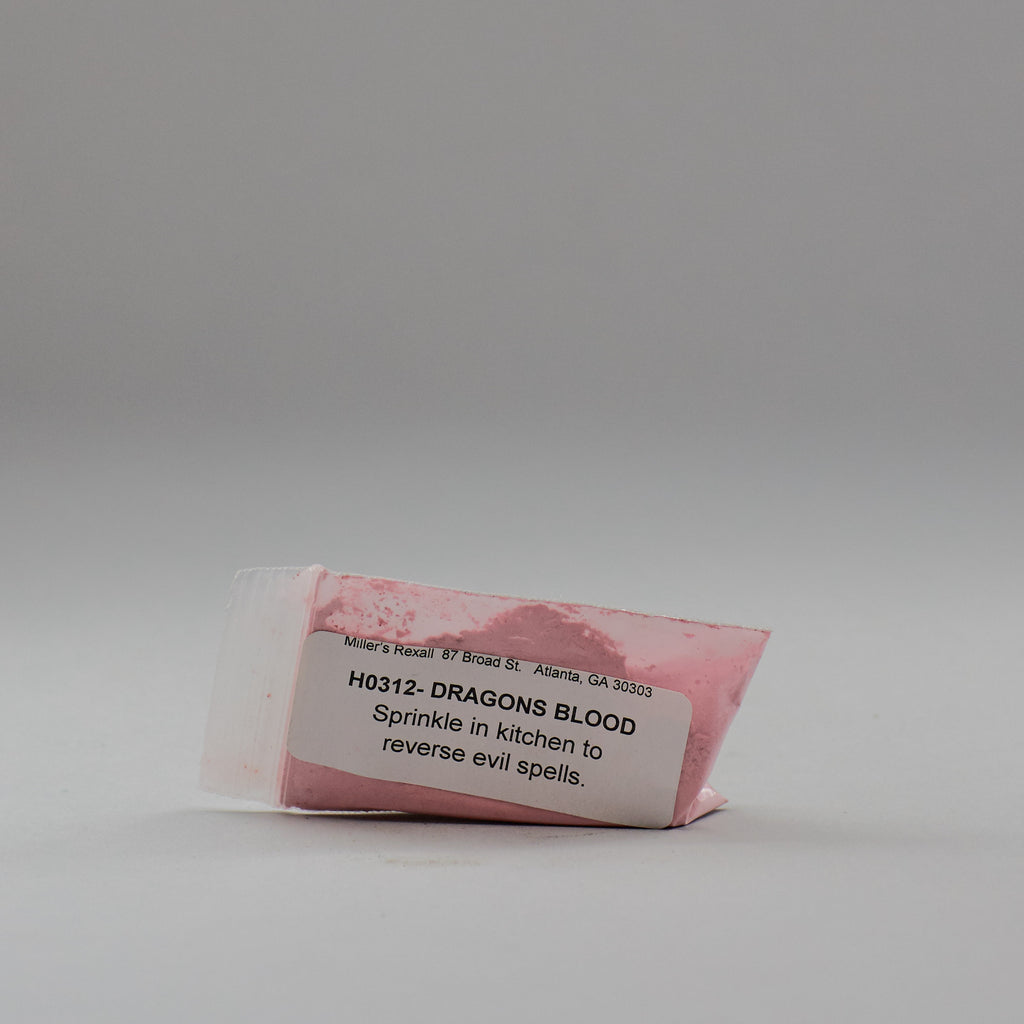 Miller's Rexall 87 Broad St. Atlanta, GA 30303
H0312- DRAGONS BLOOD
Sprinkle in kitchen to
reverse evil spells.